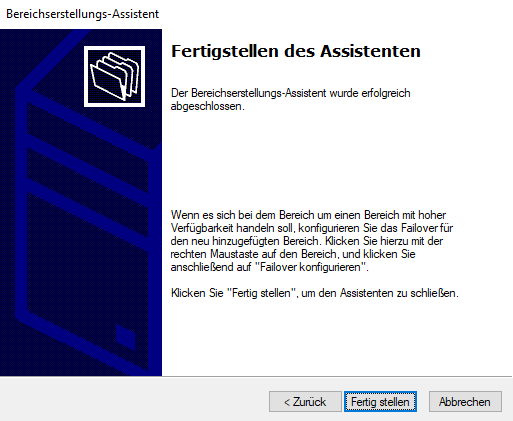 Bereichserstellungs-Assistent
Fertigstellen des Assistenten
Der Bereichserstellungs-Assistent wurde erfolgreich
abgeschlossen.
Wenn es sich bei dem Bereich um einen Bereich mit hoher
Verfügbarkeit handeln soll, konfigurieren Sie das Failover für
den neu hinzugefügten Bereich. Klicken Sie hierzu mit der
rechten Maustaste auf den Bereich, und klicken Sie
anschließend auf "Failover konfigurieren".
Klicken Sie "Fertig stellen", um den Assistenten zu schließen.
< Zurück
Fertig stellen
Abbrechen